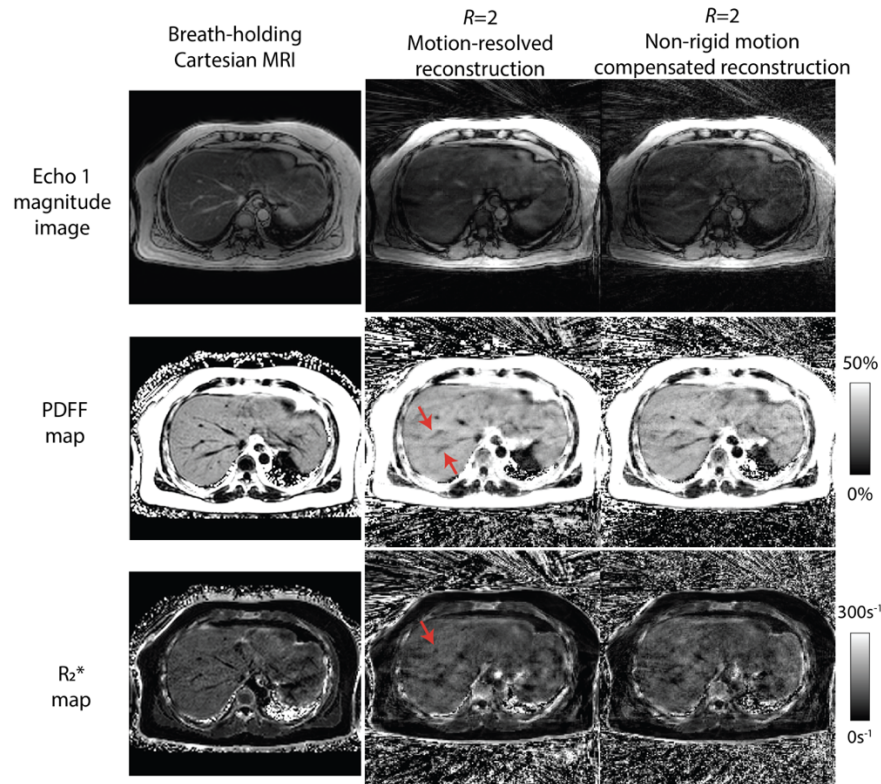 Breath-holding
Cartesian MRI
R=2
Motion-resolved
reconstruction
R=2
Non-rigid motion
compensated reconstruction
Echo 1
magnitude
image
PDFF
map
50%
0%
R₂*
map
300s⁻¹
0s⁻¹